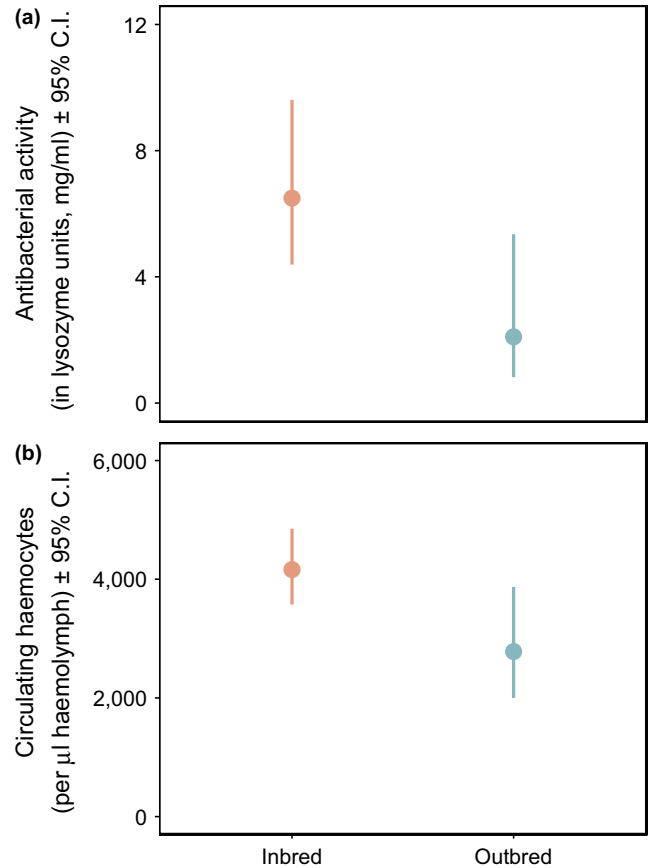 (a)
Antibacterial activity
(in lysozyme units, mg/ml) ± 95% C.I.
12
8
4
0
(b)
Circulating haemocytes
(per µl haemolymph) ± 95% C.I.
6,000
4,000
2,000
0
Inbred Outbred